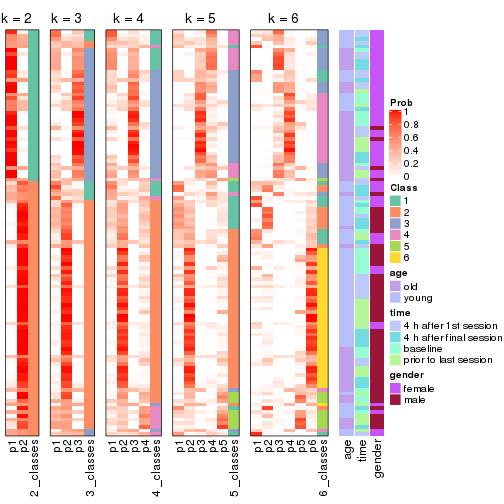 k = 2 k = 3 k = 4 k = 5 k = 6
Prob
1
0.8
0.6
0.4
0.2
0
Class
1
2
3
4
5
6
age
old
young
time
4 h after 1st session
4 h after final session
baseline
prior to last session
gender
female
male
p1 p2 2_classes p1 p2 p3 3_classes p1 p2 p3 p4 4_classes p1 p2 p3 p4 p5 5_classes p1 p2 p3 p4 p5 p6 6_classes age time gender